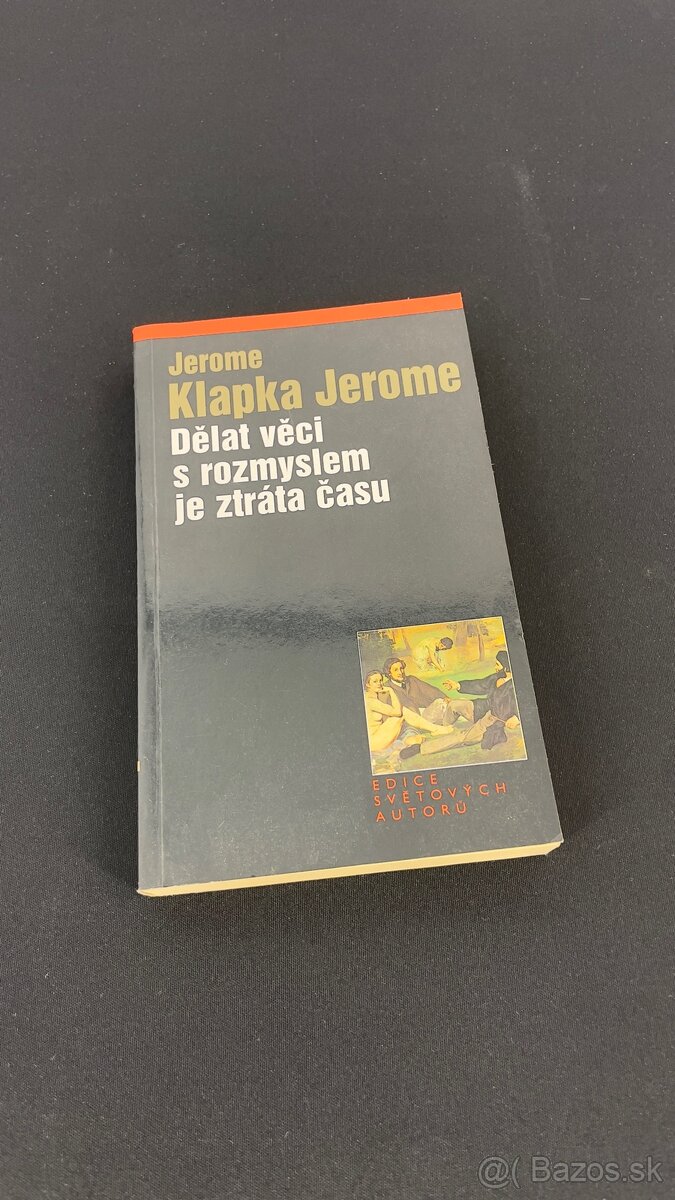 Jerome
Klapka Jerome
Dělat věci
s rozmyslem
je ztráta času
EDICE
SVĚTOVÝCH
AUTORŮ
@( Bazos.sk